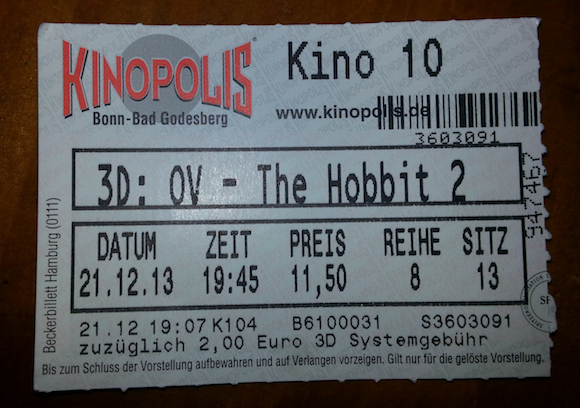 KINOPOLIS
Bonn-Bad Godesberg
Kino 10
www.kinopolis.de
3603091
3D: OV - The Hobbit 2
947467
DATUM ZEIT PREIS REIHE SITZ
21.12.13 19:45 11,50 8 13
21.12 19:07 K104 B6100031 S3603091
zuzüglich 2,00 Euro 3D Systemgebühr
Bis zum Schluss der Vorstellung aufbewahren und auf Verlangen vorzeigen. Gilt nur für die gelöste Vorstellung.
Beckerbillett Hamburg (0111)